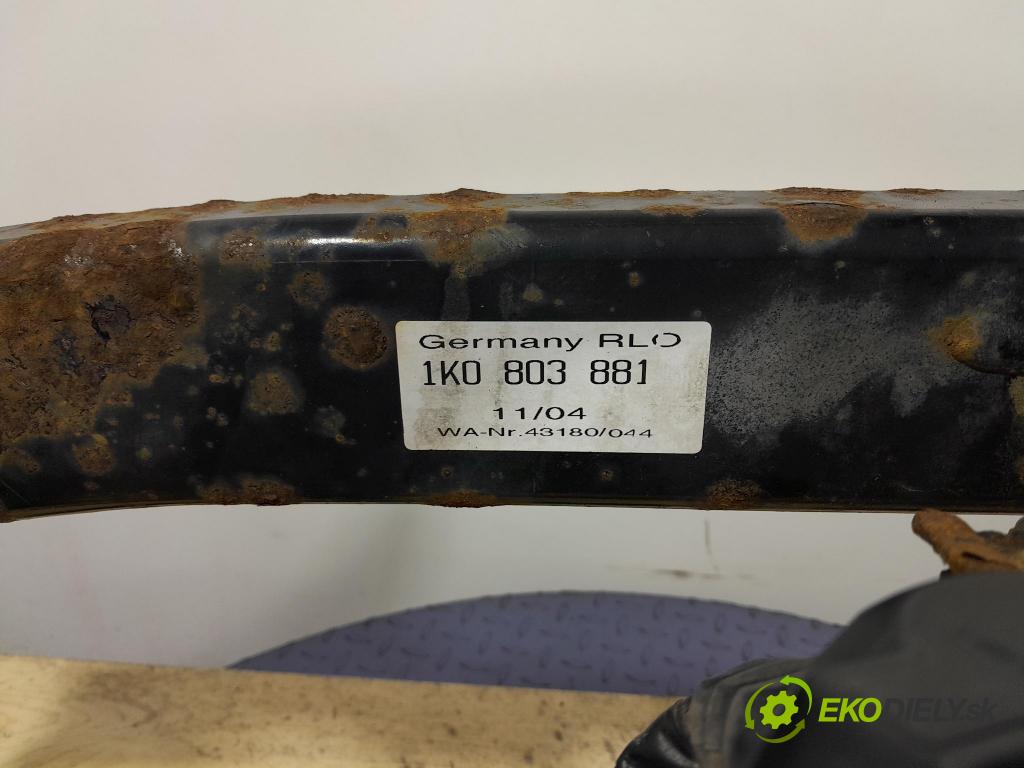 Germany RLO
1K0 803 881
11/04
WA-Nr.43180/044
EKODIELY.sk